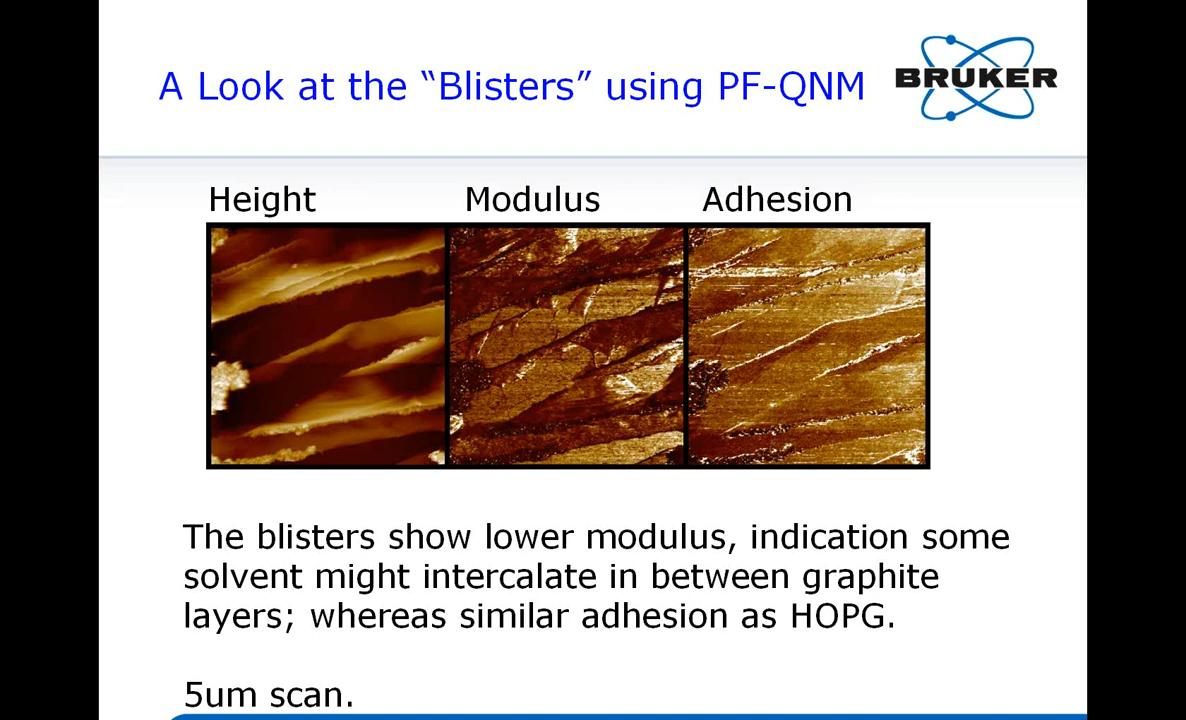 A Look at the “Blisters” using PF-QNM
BRUKER
Height Modulus Adhesion
The blisters show lower modulus, indication some
solvent might intercalate in between graphite
layers; whereas similar adhesion as HOPG.
5um scan.